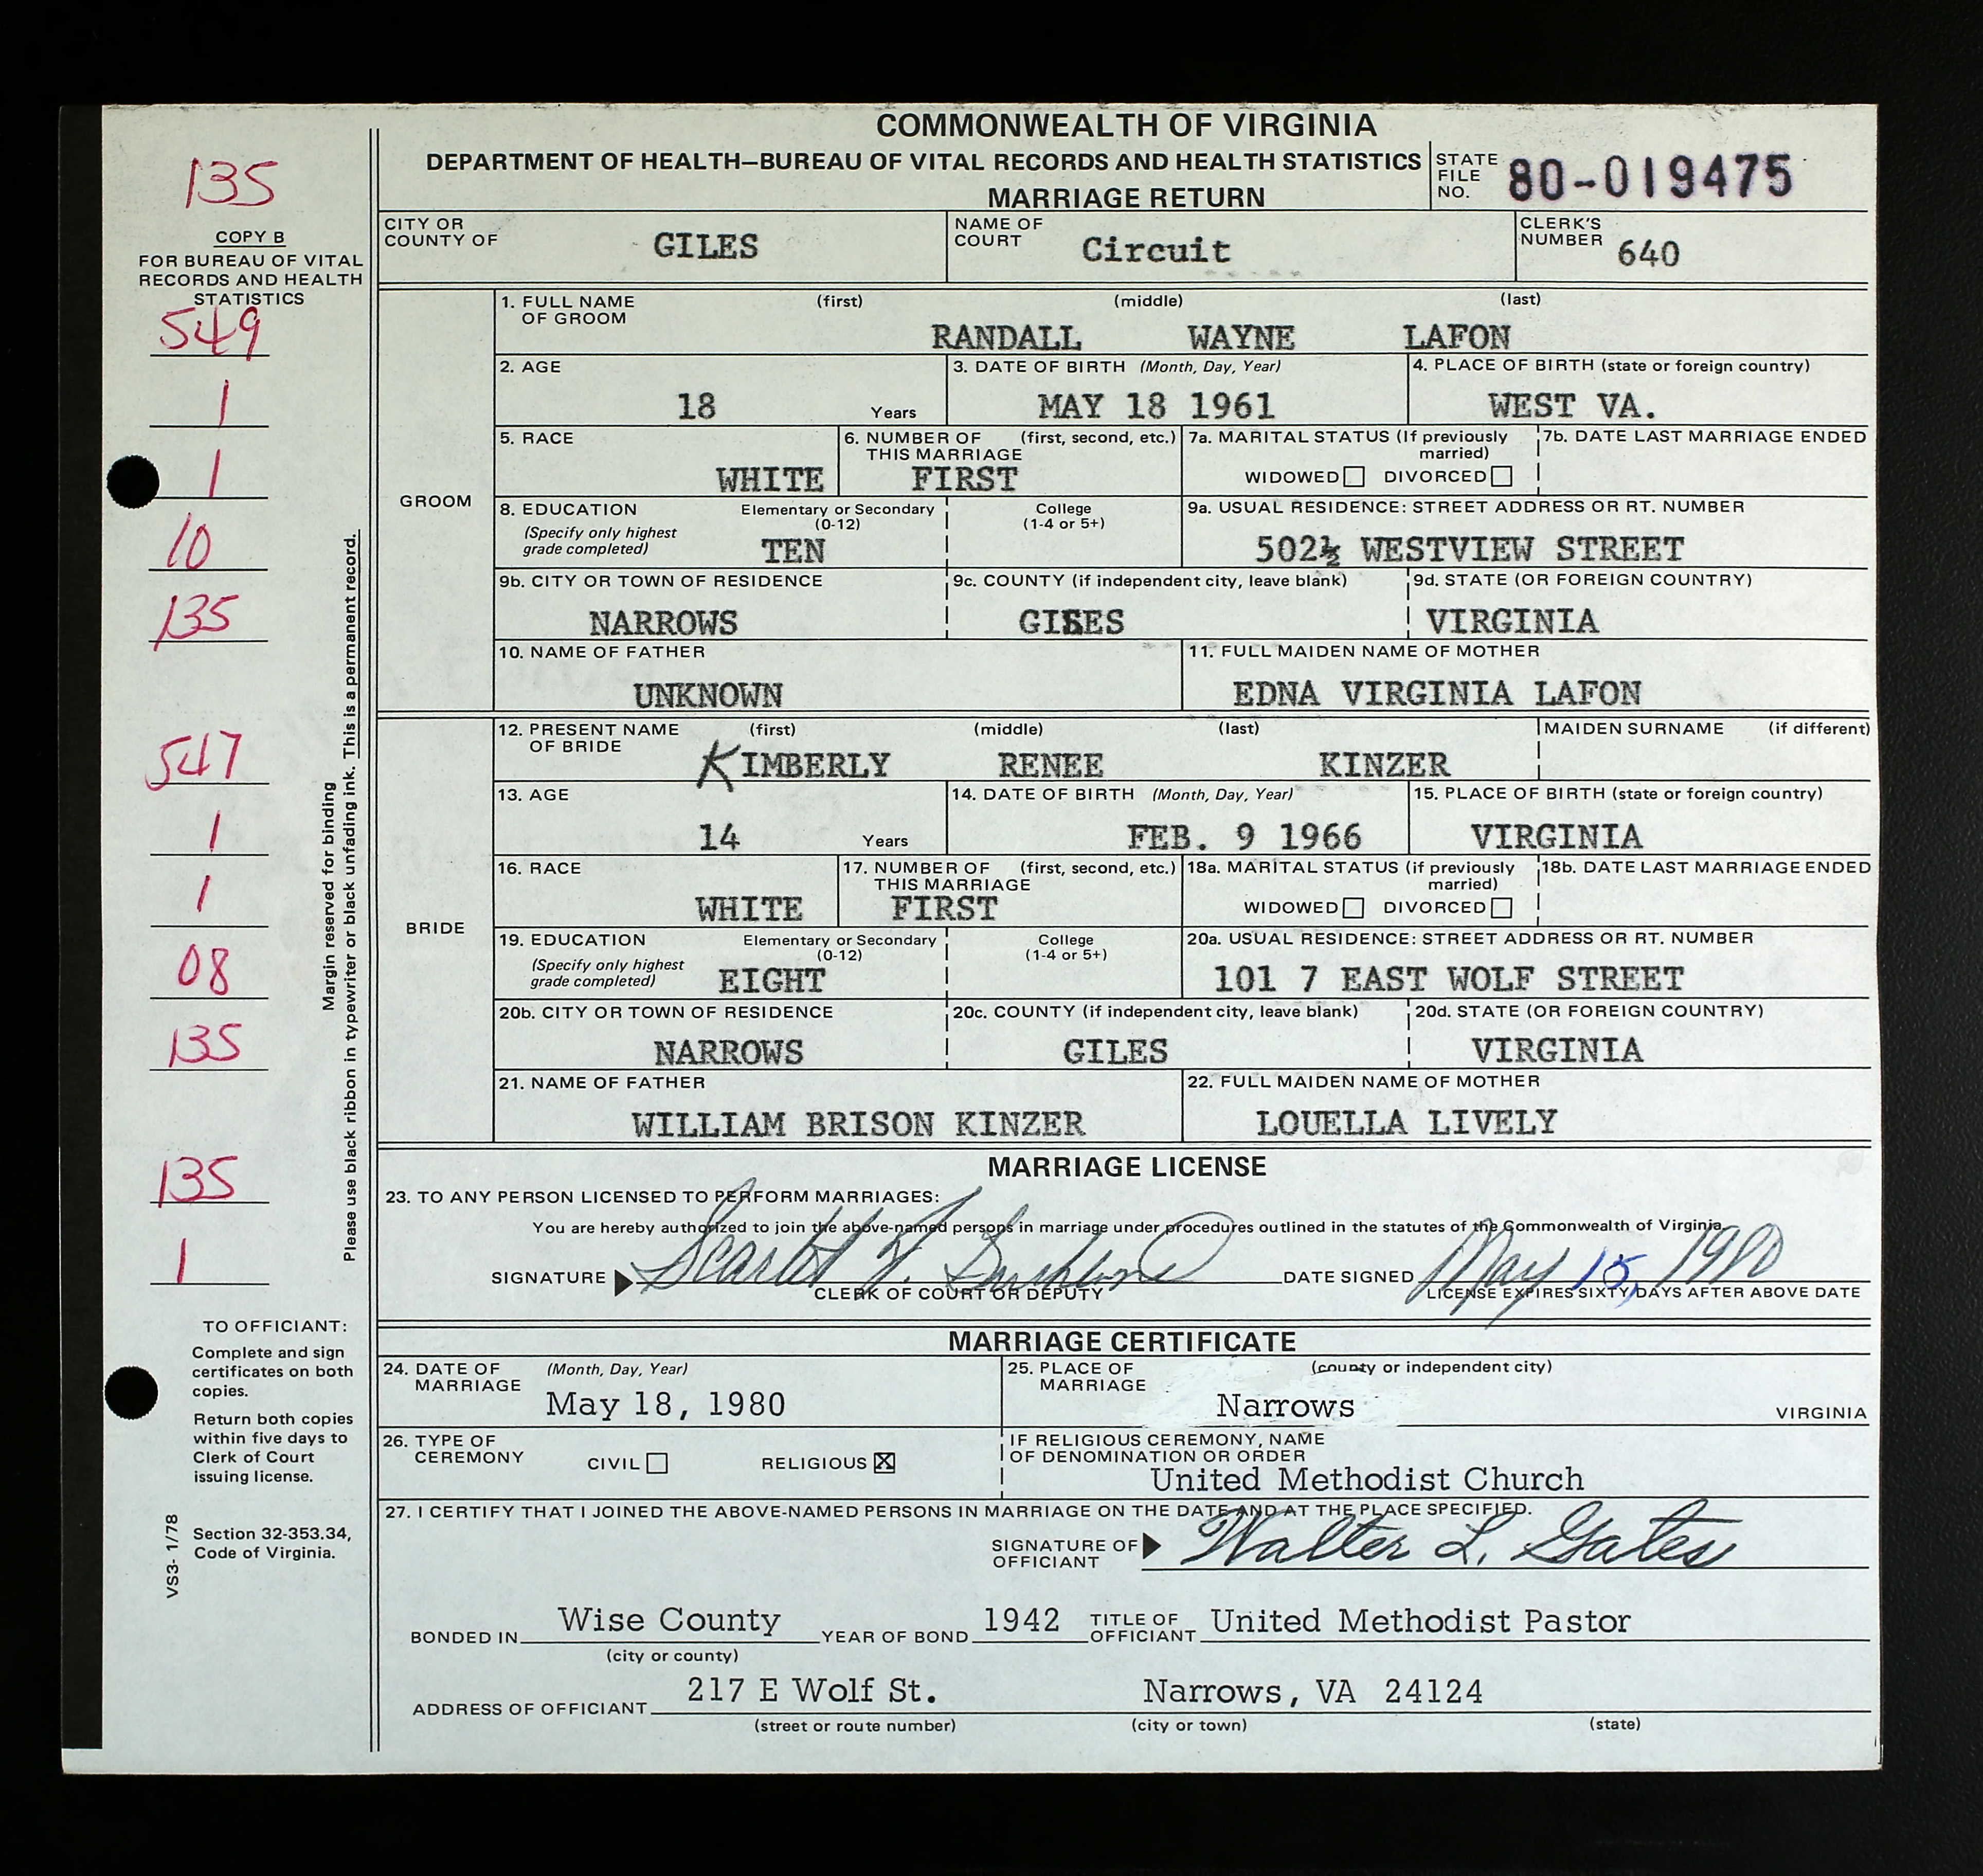 COMMONWEALTH OF VIRGINIA
DEPARTMENT OF HEALTH—BUREAU OF VITAL RECORDS AND HEALTH STATISTICS
MARRIAGE RETURN
STATE FILE NO. 80-019475
135
COPY B
FOR BUREAU OF VITAL
RECORDS AND HEALTH
STATISTICS
549
1
1
10
135
547
1
1
08
135
135
1
Margin reserved for binding
Please use black ribbon in typewriter or black unfading ink. This is a permanent record.
TO OFFICIANT:
Complete and sign
certificates on both
copies.
Return both copies
within five days to
Clerk of Court
issuing license.
Section 32-353.34,
Code of Virginia.
VS3- 1/78
CITY OR COUNTY OF GILES
NAME OF COURT Circuit
CLERK'S NUMBER 640
GROOM
1. FULL NAME OF GROOM (first) (middle) (last)
RANDALL WAYNE LAFON
2. AGE 18 Years
3. DATE OF BIRTH (Month, Day, Year) MAY 18 1961
4. PLACE OF BIRTH (state or foreign country) WEST VA.
5. RACE WHITE
6. NUMBER OF THIS MARRIAGE (first, second, etc.) FIRST
7a. MARITAL STATUS (If previously married) WIDOWED DIVORCED
7b. DATE LAST MARRIAGE ENDED
8. EDUCATION (Specify only highest grade completed) Elementary or Secondary (0-12) TEN College (1-4 or 5+)
9a. USUAL RESIDENCE: STREET ADDRESS OR RT. NUMBER 502½ WESTVIEW STREET
9b. CITY OR TOWN OF RESIDENCE NARROWS
9c. COUNTY (if independent city, leave blank) GILES
9d. STATE (OR FOREIGN COUNTRY) VIRGINIA
10. NAME OF FATHER UNKNOWN
11. FULL MAIDEN NAME OF MOTHER EDNA VIRGINIA LAFON
BRIDE
12. PRESENT NAME OF BRIDE (first) (middle) (last) MAIDEN SURNAME (if different)
KIMBERLY RENEE KINZER
13. AGE 14 Years
14. DATE OF BIRTH (Month, Day, Year) FEB. 9 1966
15. PLACE OF BIRTH (state or foreign country) VIRGINIA
16. RACE WHITE
17. NUMBER OF THIS MARRIAGE (first, second, etc.) FIRST
18a. MARITAL STATUS (if previously married) WIDOWED DIVORCED
18b. DATE LAST MARRIAGE ENDED
19. EDUCATION (Specify only highest grade completed) Elementary or Secondary (0-12) EIGHT College (1-4 or 5+)
20a. USUAL RESIDENCE: STREET ADDRESS OR RT. NUMBER 101 7 EAST WOLF STREET
20b. CITY OR TOWN OF RESIDENCE NARROWS
20c. COUNTY (if independent city, leave blank) GILES
20d. STATE (OR FOREIGN COUNTRY) VIRGINIA
21. NAME OF FATHER WILLIAM BRISON KINZER
22. FULL MAIDEN NAME OF MOTHER LOUELLA LIVELY
MARRIAGE LICENSE
23. TO ANY PERSON LICENSED TO PERFORM MARRIAGES:
You are hereby authorized to join the above-named persons in marriage under procedures outlined in the statutes of the Commonwealth of Virginia.
SIGNATURE DATE SIGNED May 15, 1980
CLERK OF COURT OR DEPUTY LICENSE EXPIRES SIXTY DAYS AFTER ABOVE DATE
MARRIAGE CERTIFICATE
24. DATE OF MARRIAGE (Month, Day, Year) May 18, 1980
25. PLACE OF MARRIAGE (county or independent city) Narrows VIRGINIA
26. TYPE OF CEREMONY CIVIL RELIGIOUS X
IF RELIGIOUS CEREMONY, NAME OF DENOMINATION OR ORDER
United Methodist Church
27. I CERTIFY THAT I JOINED THE ABOVE-NAMED PERSONS IN MARRIAGE ON THE DATE AND AT THE PLACE SPECIFIED.
SIGNATURE OF OFFICIANT Walter L. Gates
BONDED IN Wise County YEAR OF BOND 1942 TITLE OF OFFICIANT United Methodist Pastor
(city or county)
ADDRESS OF OFFICIANT 217 E Wolf St. Narrows, VA 24124
(street or route number) (city or town) (state)